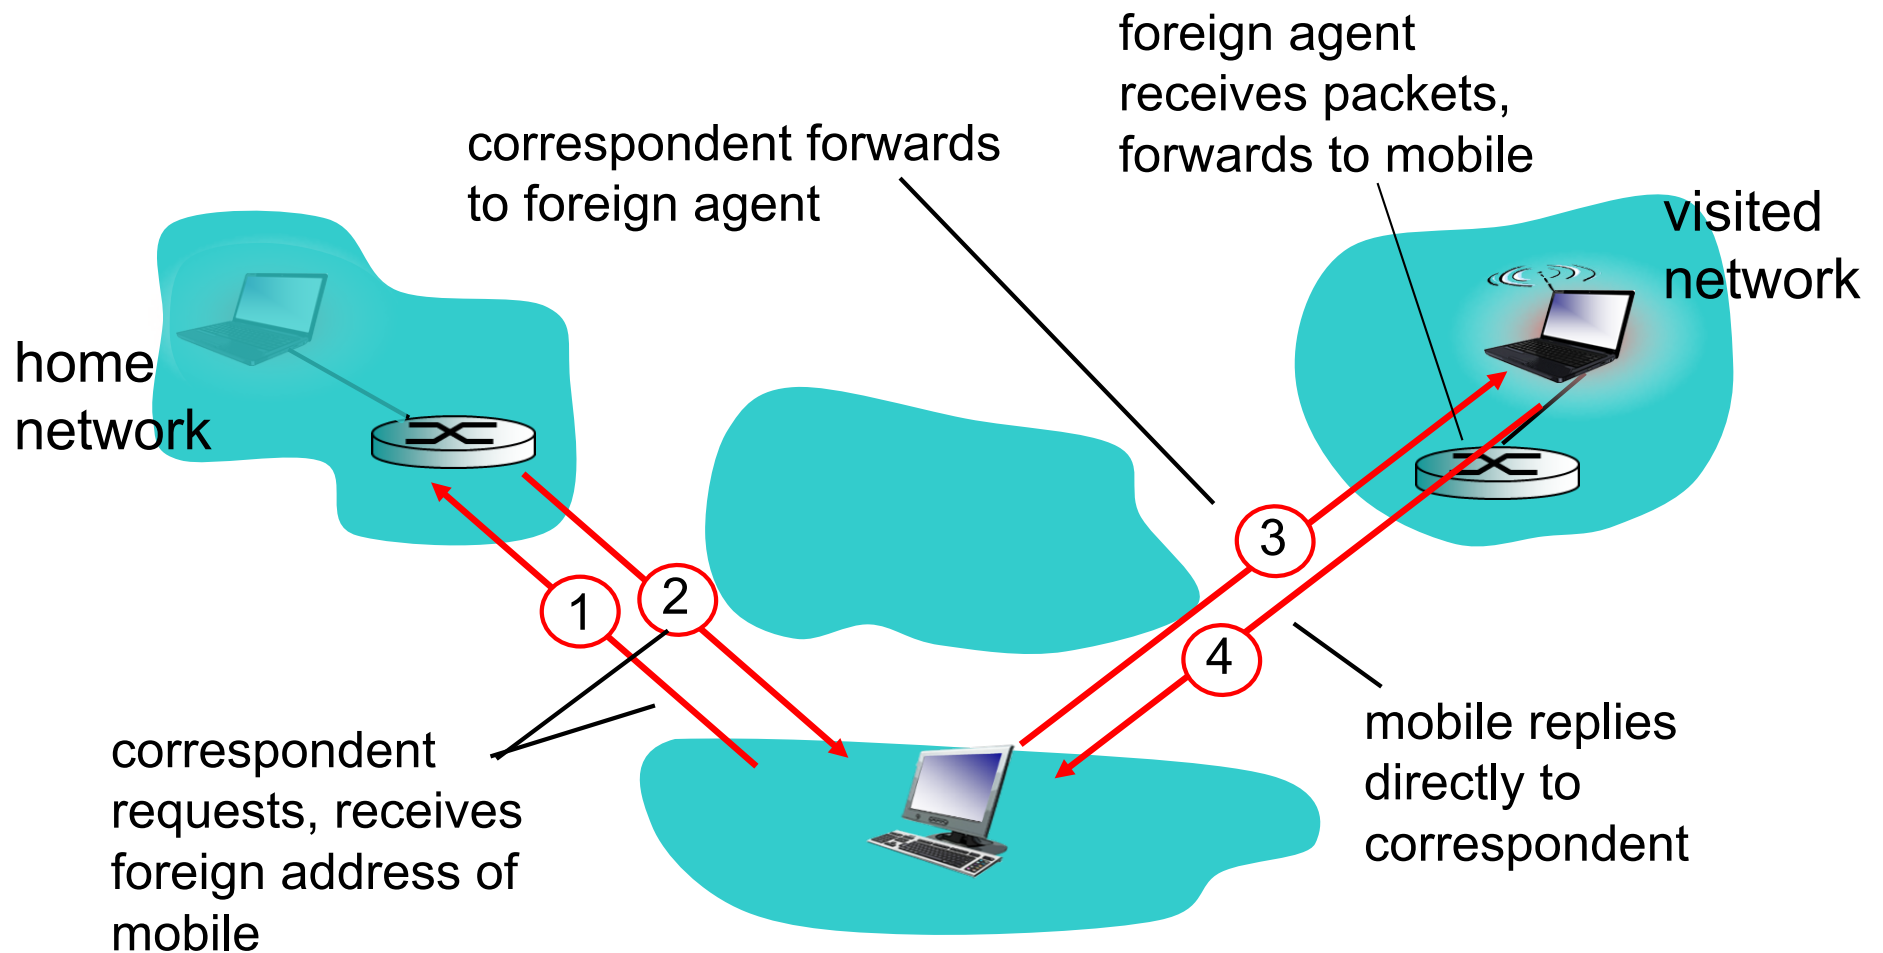 foreign agent
receives packets,
forwards to mobile
correspondent forwards
to foreign agent
visited
network
home
network
3
2
1
4
correspondent
requests, receives
foreign address of
mobile
mobile replies
directly to
correspondent